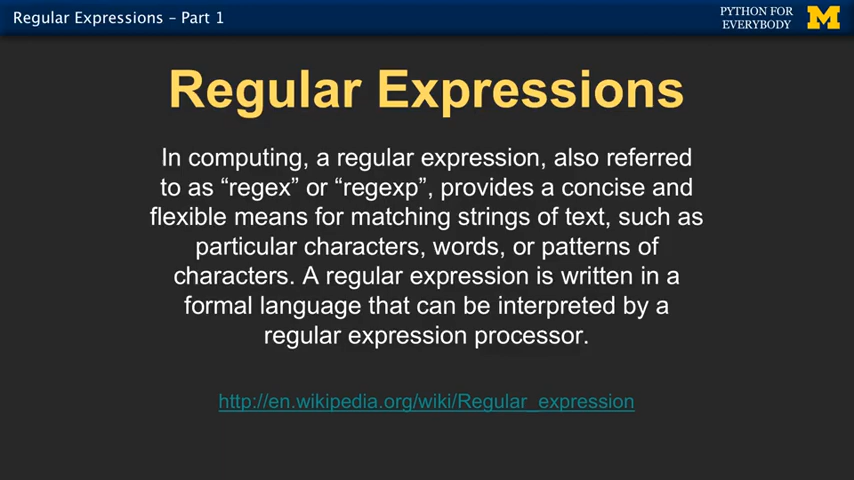 Regular Expressions – Part 1
PYTHON FOR
EVERYBODY
Regular Expressions
In computing, a regular expression, also referred
to as “regex” or “regexp”, provides a concise and
flexible means for matching strings of text, such as
particular characters, words, or patterns of
characters. A regular expression is written in a
formal language that can be interpreted by a
regular expression processor.
http://en.wikipedia.org/wiki/Regular_expression